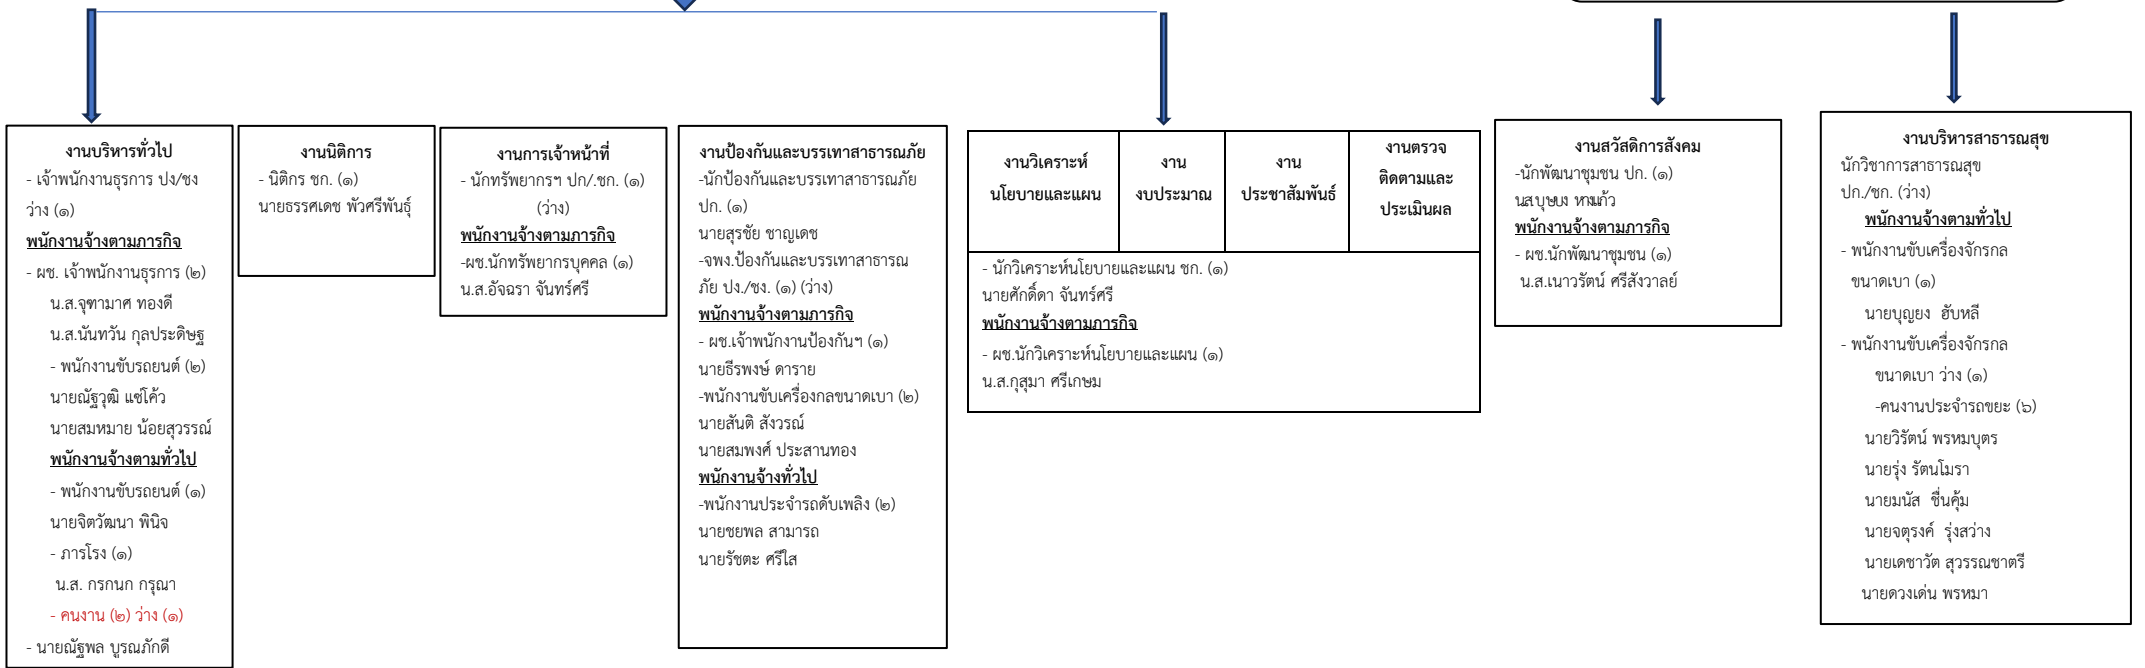 งานบริหารทั่วไป
- เจ้าพนักงานธุรการ ปง/ชง
ว่าง (๑)
พนักงานจ้างตามภารกิจ
- ผช. เจ้าพนักงานธุรการ (๒)
น.ส.จุฑามาศ ทองดี
น.ส.นันทวัน กุลประดิษฐ
- พนักงานขับรถยนต์ (๒)
นายณัฐวุฒิ แซ่โค้ว
นายสมหมาย น้อยสุวรรณ์
พนักงานจ้างตามทั่วไป
- พนักงานขับรถยนต์ (๑)
นายจิตวัฒนา พินิจ
- ภารโรง (๑)
น.ส. กรกนก กรุณา
- คนงาน (๒) ว่าง (๑)
- นายณัฐพล บูรณภักดี
งานนิติการ
- นิติกร ชก. (๑)
นายธรรศเดช พัวศรีพันธุ์
งานการเจ้าหน้าที่
- นักทรัพยากรฯ ปก/.ชก. (๑)
(ว่าง)
พนักงานจ้างตามภารกิจ
-ผช.นักทรัพยากรบุคคล (๑)
น.ส.อัจฉรา จันทร์ศรี
งานป้องกันและบรรเทาสาธารณภัย
-นักป้องกันและบรรเทาสาธารณภัย
ปก. (๑)
นายสุรชัย ชาญเดช
-จพง.ป้องกันและบรรเทาสาธารณ
ภัย ปง./ชง. (๑) (ว่าง)
พนักงานจ้างตามภารกิจ
- ผช.เจ้าพนักงานป้องกันฯ (๑)
นายธีรพงษ์ ดาราย
-พนักงานขับเครื่องกลขนาดเบา (๒)
นายสันติ สังวรณ์
นายสมพงศ์ ประสานทอง
พนักงานจ้างทั่วไป
-พนักงานประจำรถดับเพลิง (๒)
นายชยพล สามารถ
นายรัชตะ ศรีใส
งานวิเคราะห์
นโยบายและแผน
งาน
งบประมาณ
งาน
ประชาสัมพันธ์
งานตรวจ
ติดตามและ
ประเมินผล
- นักวิเคราะห์นโยบายและแผน ชก. (๑)
นายศักดิ์ดา จันทร์ศรี
พนักงานจ้างตามภารกิจ
- ผช.นักวิเคราะห์นโยบายและแผน (๑)
น.ส.กุสุมา ศรีเกษม
งานสวัสดิการสังคม
-นักพัฒนาชุมชน ปก. (๑)
น.ส.บุษบง หางแก้ว
พนักงานจ้างตามภารกิจ
- ผช.นักพัฒนาชุมชน (๑)
น.ส.เนาวรัตน์ ศรีสังวาลย์
งานบริหารสาธารณสุข
นักวิชาการสาธารณสุข
ปก./ชก. (ว่าง)
พนักงานจ้างตามทั่วไป
- พนักงานขับเครื่องจักรกล
ขนาดเบา (๑)
นายบุญยง ฮับหลี
- พนักงานขับเครื่องจักรกล
ขนาดเบา ว่าง (๑)
-คนงานประจำรถขยะ (๖)
นายวิรัตน์ พรหมบุตร
นายรุ่ง รัตนโมรา
นายมนัส ชื่นคุ้ม
นายจตุรงค์ รุ่งสว่าง
นายเดชาวัต สุวรรณชาตรี
นายดวงเด่น พรหมา